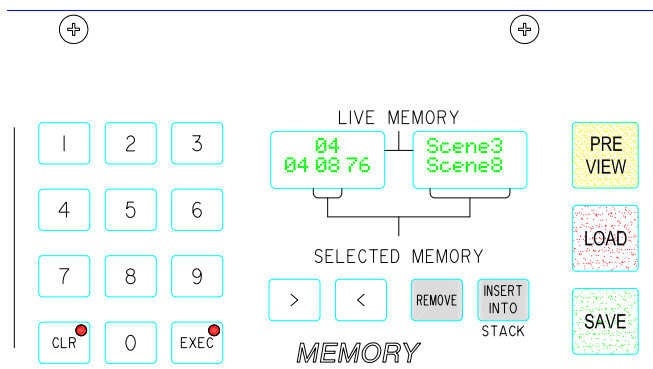 LIVE MEMORY
1 2 3
04 Scene3
04 08 76 Scene8
PRE
VIEW
4 5 6
LOAD
SELECTED MEMORY
7 8 9
> < REMOVE INSERT
INTO
STACK
SAVE
CLR 0 EXEC
MEMORY